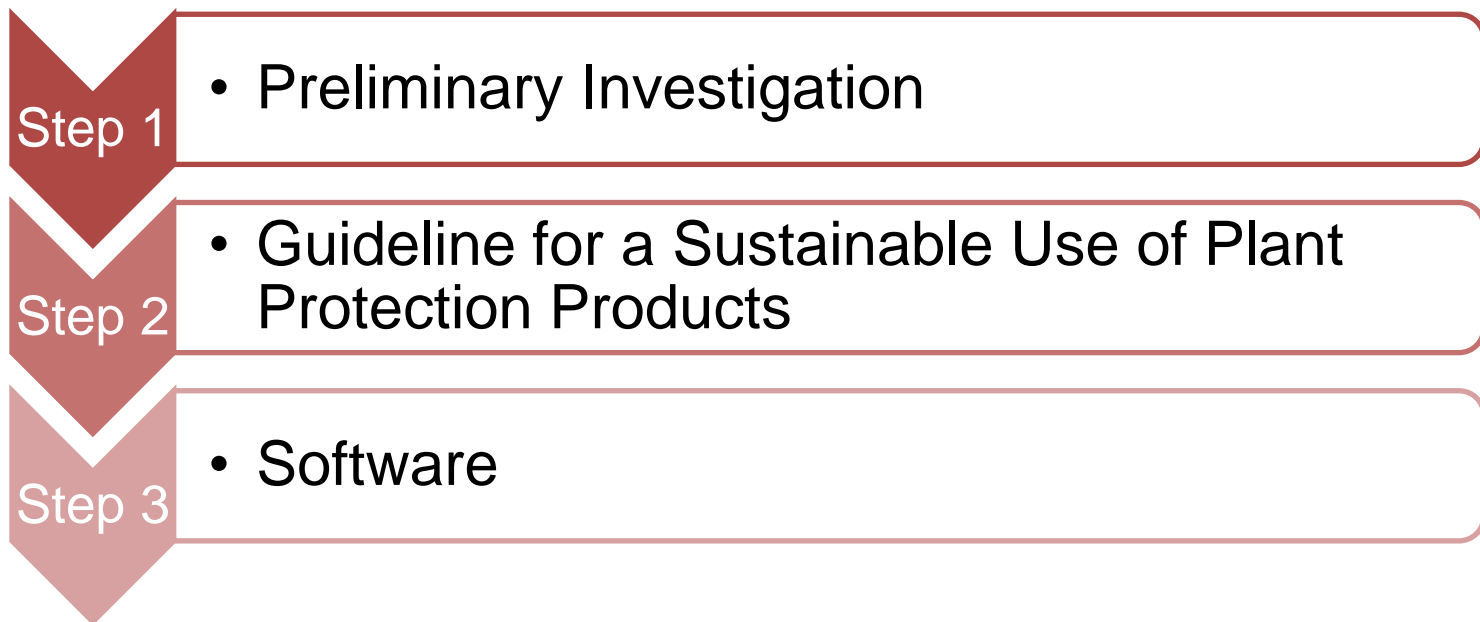 Step 1
• Preliminary Investigation
Step 2
• Guideline for a Sustainable Use of Plant
Protection Products
Step 3
• Software